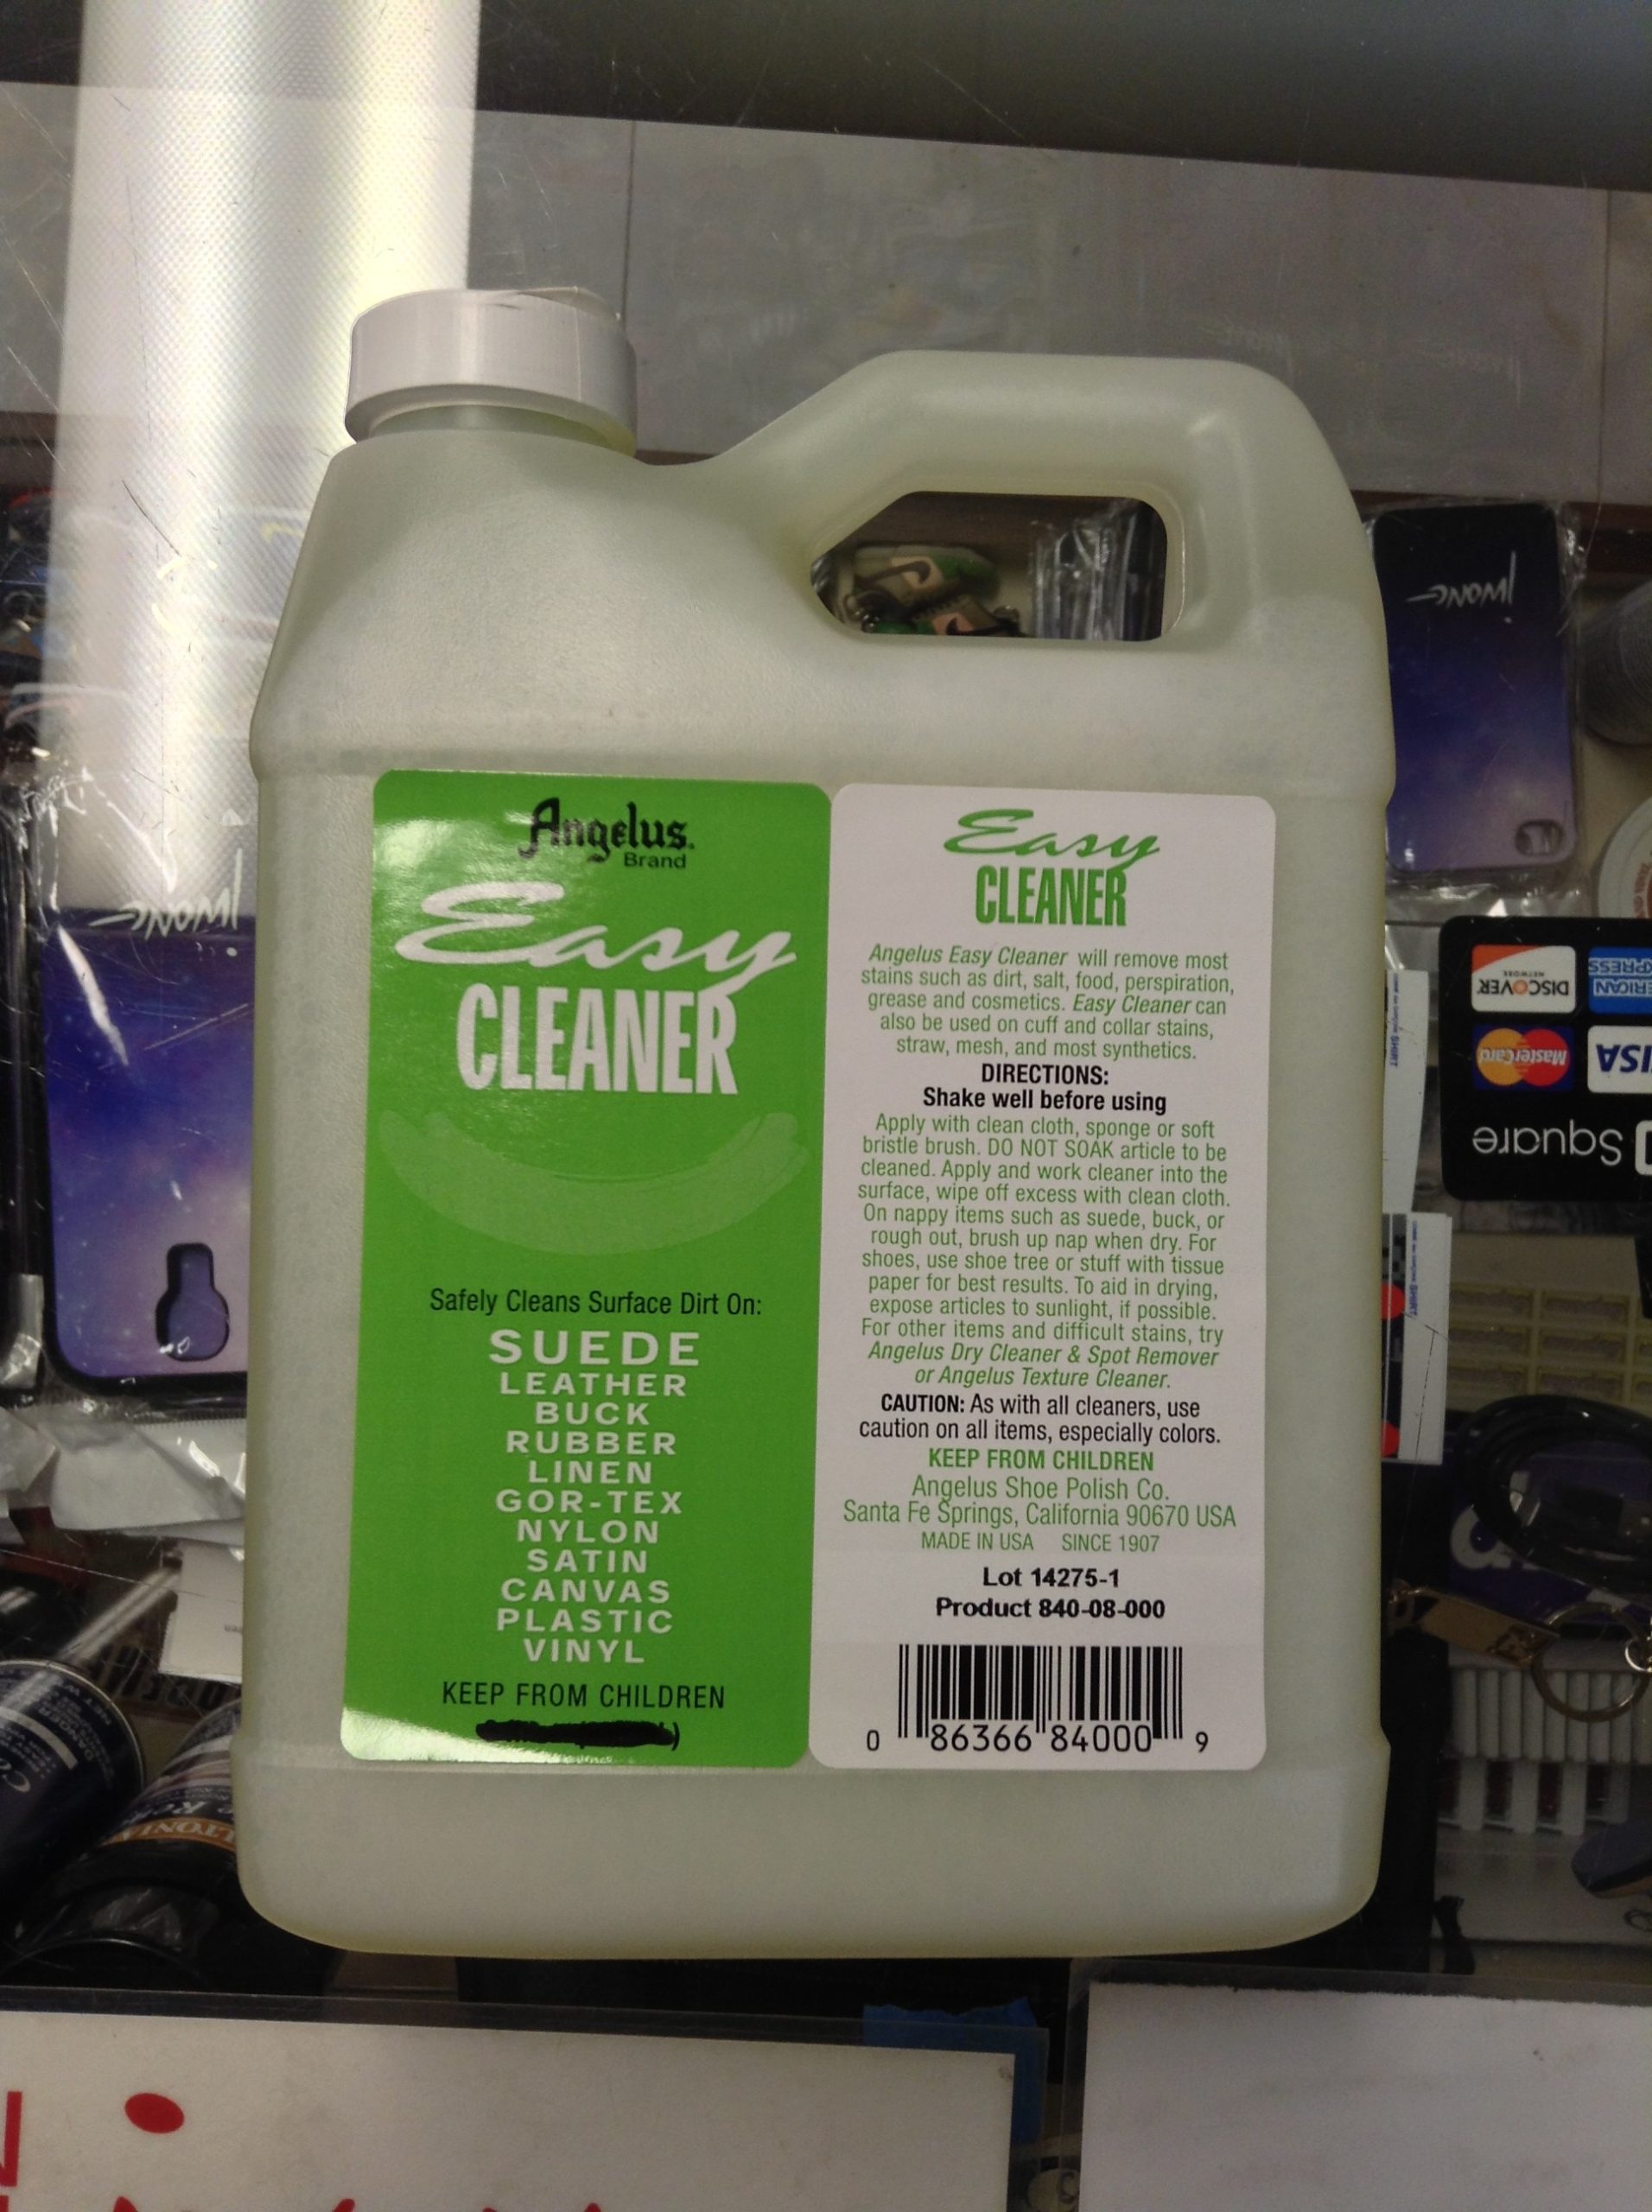 Angelus.
Brand
Easy
CLEANER
Safely Cleans Surface Dirt On:
SUEDE
LEATHER
BUCK
RUBBER
LINEN
GOR-TEX
NYLON
SATIN
CANVAS
PLASTIC
VINYL
KEEP FROM CHILDREN
Easy
CLEANER
Angelus Easy Cleaner will remove most
stains such as dirt, salt, food, perspiration,
grease and cosmetics. Easy Cleaner can
also be used on cuff and collar stains,
straw, mesh, and most synthetics.
DIRECTIONS:
Shake well before using
Apply with clean cloth, sponge or soft
bristle brush. DO NOT SOAK article to be
cleaned. Apply and work cleaner into the
surface, wipe off excess with clean cloth.
On nappy items such as suede, buck, or
rough out, brush up nap when dry. For
shoes, use shoe tree or stuff with tissue
paper for best results. To aid in drying,
expose articles to sunlight, if possible.
For other items and difficult stains, try
Angelus Dry Cleaner & Spot Remover
or Angelus Texture Cleaner.
CAUTION: As with all cleaners, use
caution on all items, especially colors.
KEEP FROM CHILDREN
Angelus Shoe Polish Co.
Santa Fe Springs, California 90670 USA
MADE IN USA SINCE 1907
Lot 14275-1
Product 840-08-000
0 86366 84000 9
Square
VISA MasterCard
AMERICAN EXPRESS DISCOVER
NETWORK